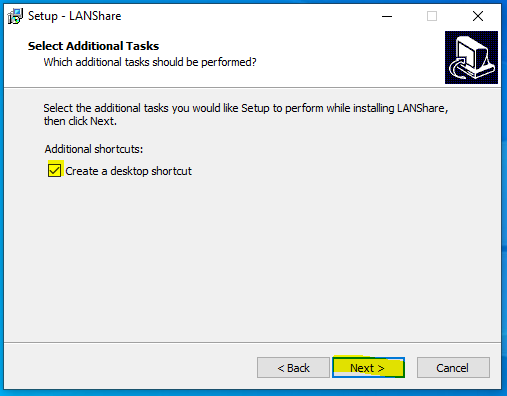 Setup - LANShare
Select Additional Tasks
Which additional tasks should be performed?
Select the additional tasks you would like Setup to perform while installing LANShare,
then click Next.
Additional shortcuts:
Create a desktop shortcut
< Back
Next >
Cancel